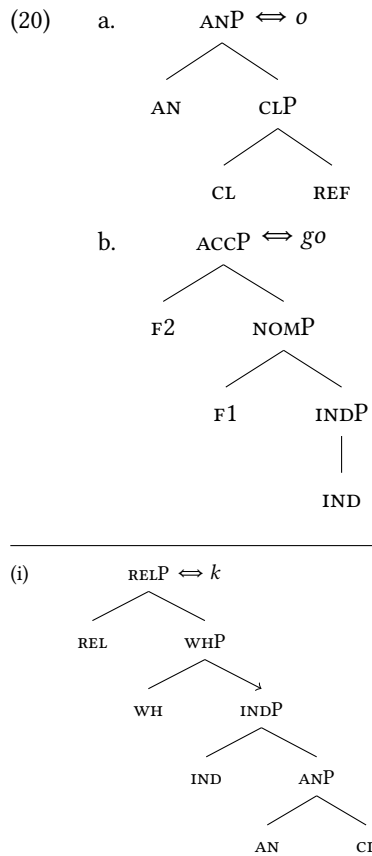 (20) a. ANP ⇔ o
AN CLP
CL REF
b. ACCP ⇔ go
F2 NOMP
F1 INDP
IND
(i) RELP ⇔ k
REL WHP
WH INDP
IND ANP
AN CL